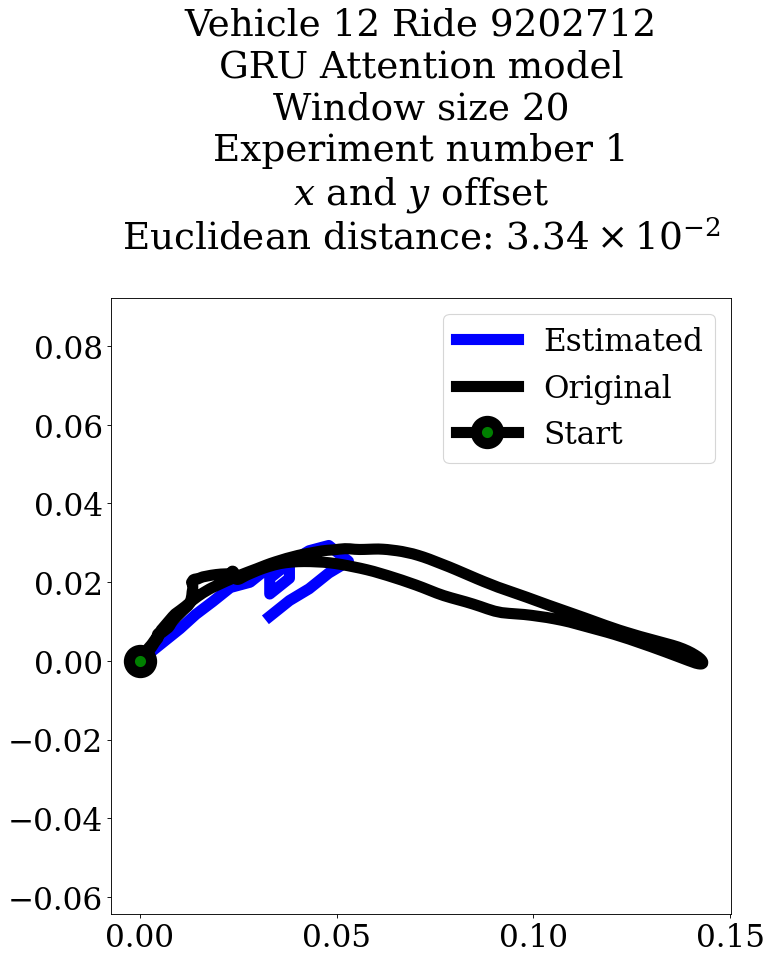 Vehicle 12 Ride 9202712
GRU Attention model
Window size 20
Experiment number 1
x and y offset
Euclidean distance: 3.34 × 10⁻²
Estimated
Original
Start
0.08
0.06
0.04
0.02
0.00
−0.02
−0.04
−0.06
0.00 0.05 0.10 0.15